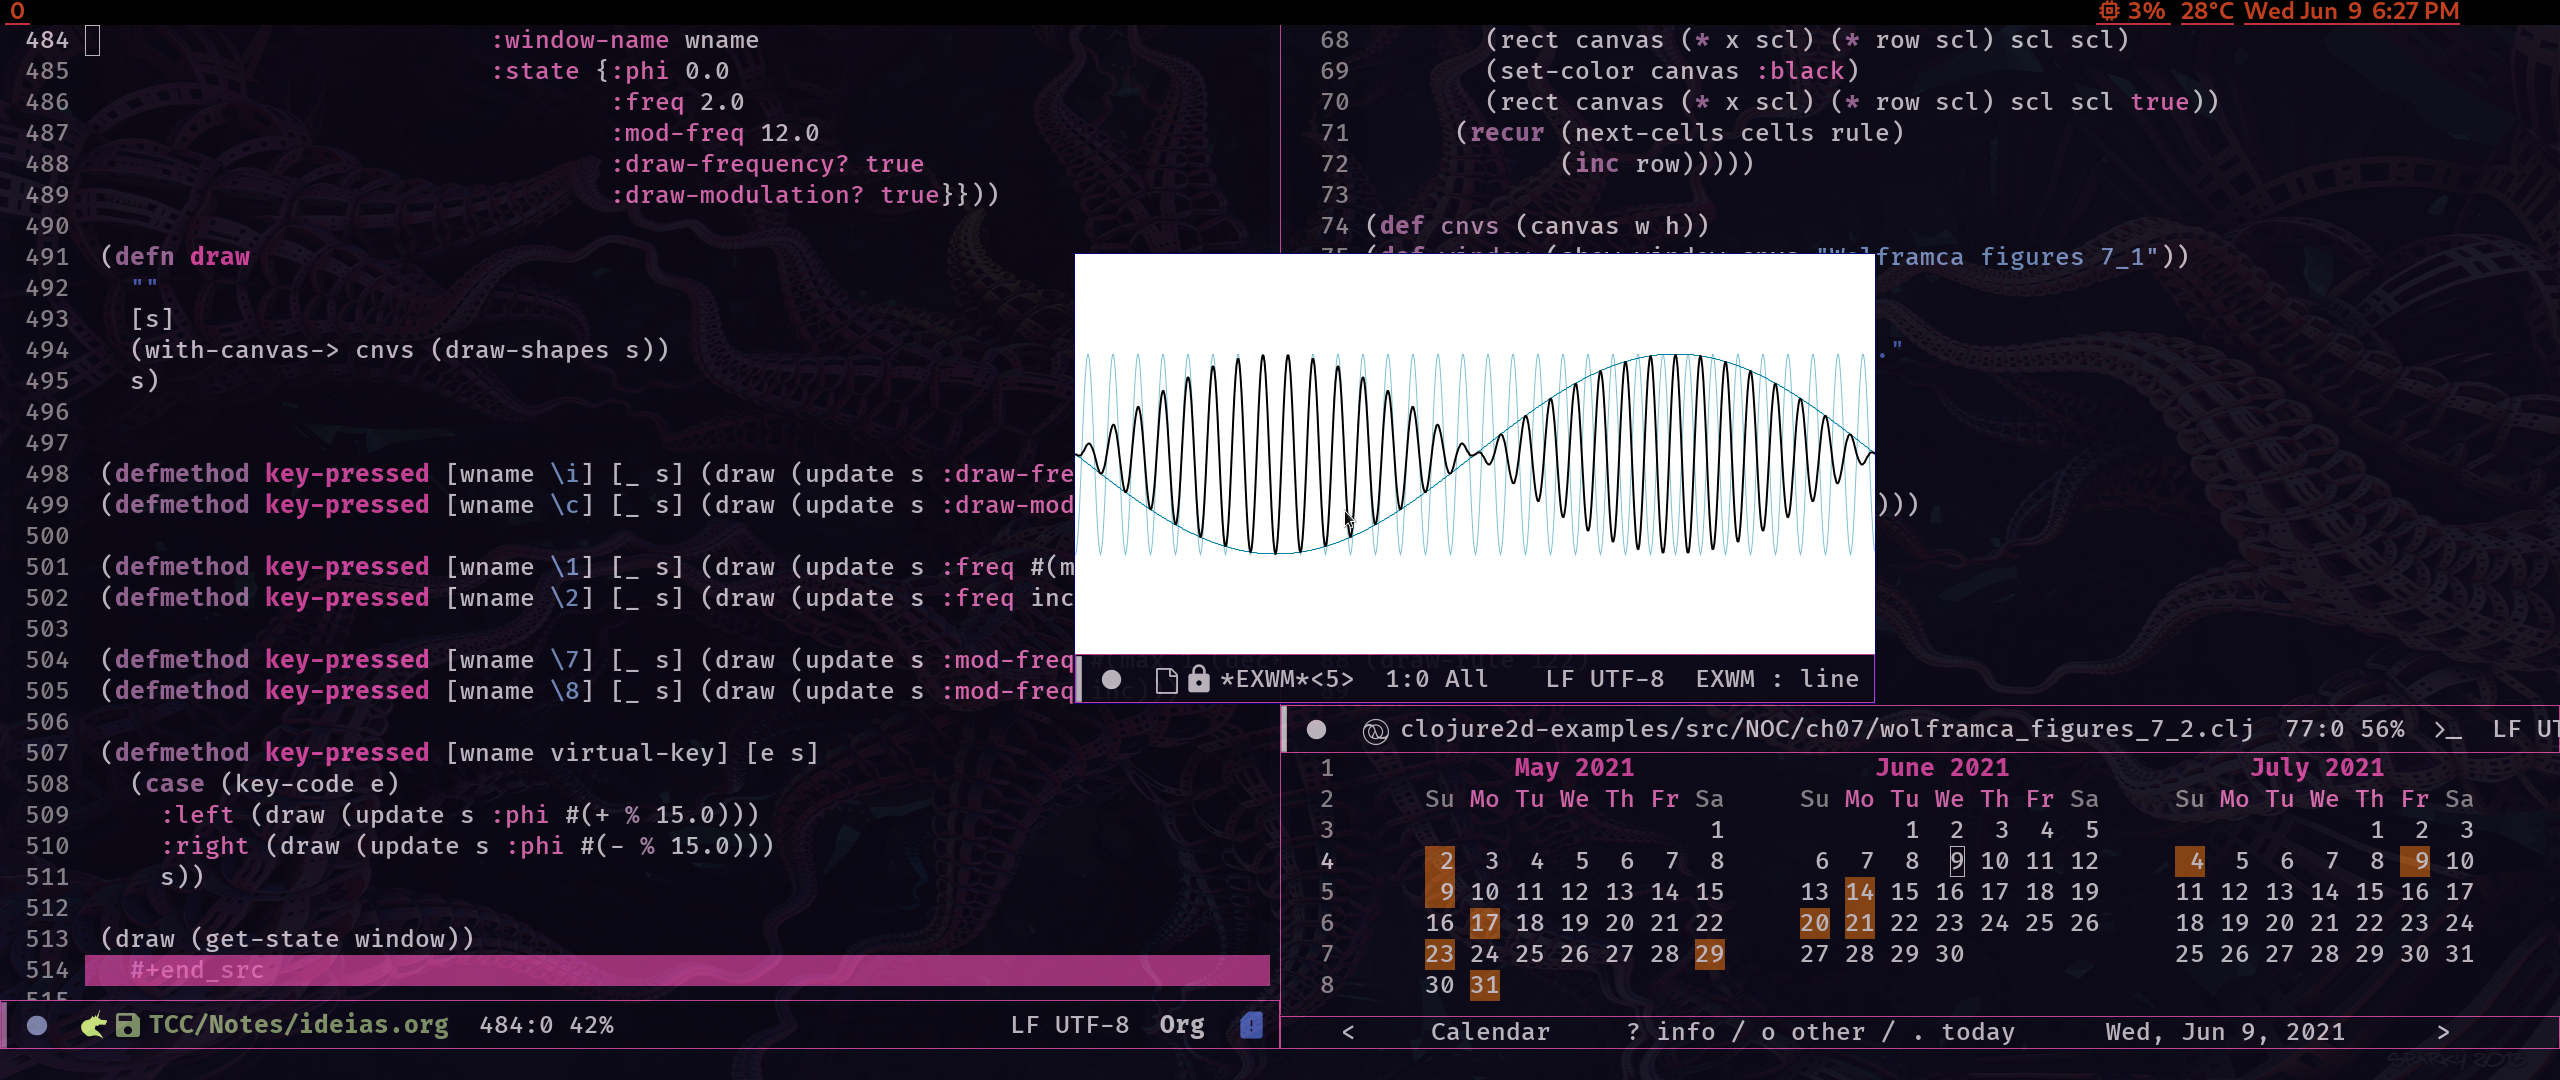 0
3% 28°C Wed Jun 9 6:27 PM
484 :window-name wname
485 :state {:phi 0.0
486 :freq 2.0
487 :mod-freq 12.0
488 :draw-frequency? true
489 :draw-modulation? true}}))
490
491 (defn draw
492 ""
493 [s]
494 (with-canvas-> cnvs (draw-shapes s))
495 s)
496
497
498 (defmethod key-pressed [wname \i] [_ s] (draw (update s :draw-fre
499 (defmethod key-pressed [wname \c] [_ s] (draw (update s :draw-mod
500
501 (defmethod key-pressed [wname \1] [_ s] (draw (update s :freq #(m
502 (defmethod key-pressed [wname \2] [_ s] (draw (update s :freq inc
503
504 (defmethod key-pressed [wname \7] [_ s] (draw (update s :mod-freq
505 (defmethod key-pressed [wname \8] [_ s] (draw (update s :mod-freq
506
507 (defmethod key-pressed [wname virtual-key] [e s]
508 (case (key-code e)
509 :left (draw (update s :phi #(+ % 15.0)))
510 :right (draw (update s :phi #(- % 15.0)))
511 s))
512
513 (draw (get-state window))
514 #+end_src
515
TCC/Notes/ideias.org 484:0 42% LF UTF-8 Org
68 (rect canvas (* x scl) (* row scl) scl scl)
69 (set-color canvas :black)
70 (rect canvas (* x scl) (* row scl) scl scl true))
71 (recur (next-cells cells rule)
72 (inc row)))))
73
74 (def cnvs (canvas w h))
75 (def window (show-window cnvs "Wolframca figures 7_1"))
."
)))
*EXWM*<5> 1:0 All LF UTF-8 EXWM : line
clojure2d-examples/src/NOC/ch07/wolframca_figures_7_2.clj 77:0 56% >_ LF UT
1 May 2021 June 2021 July 2021
2 Su Mo Tu We Th Fr Sa Su Mo Tu We Th Fr Sa Su Mo Tu We Th Fr Sa
3 1 1 2 3 4 5 1 2 3
4 2 3 4 5 6 7 8 6 7 8 9 10 11 12 4 5 6 7 8 9 10
5 9 10 11 12 13 14 15 13 14 15 16 17 18 19 11 12 13 14 15 16 17
6 16 17 18 19 20 21 22 20 21 22 23 24 25 26 18 19 20 21 22 23 24
7 23 24 25 26 27 28 29 27 28 29 30 25 26 27 28 29 30 31
8 30 31
< Calendar ? info / o other / . today Wed, Jun 9, 2021 >